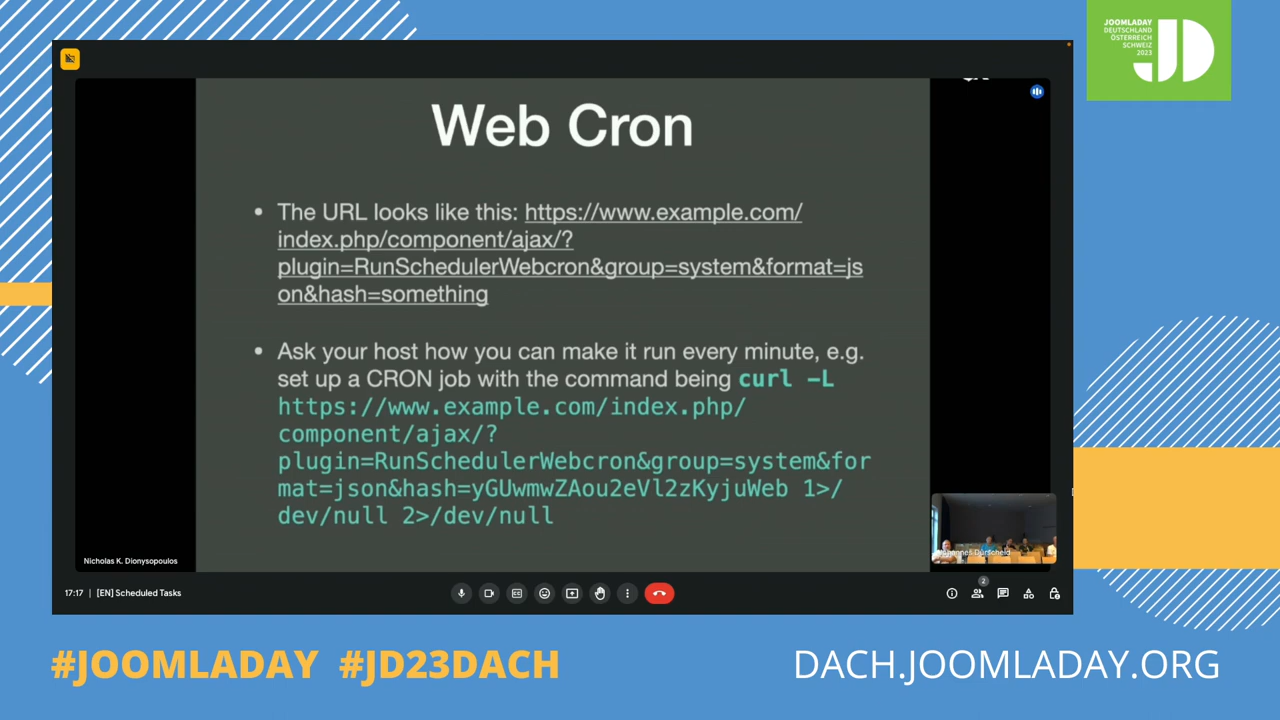 JOOMLADAY
DEUTSCHLAND
ÖSTERREICH
SCHWEIZ
2023
JD
Web Cron
• The URL looks like this: https://www.example.com/
index.php/component/ajax/?
plugin=RunSchedulerWebcron&group=system&format=js
on&hash=something
• Ask your host how you can make it run every minute, e.g.
set up a CRON job with the command being curl -L
https://www.example.com/index.php/
component/ajax/?
plugin=RunSchedulerWebcron&group=system&for
mat=json&hash=yGUwmwZAou2eVl2zKyjuWeb 1>/
dev/null 2>/dev/null
Nicholas K. Dionysopoulos
17:17 | [EN] Scheduled Tasks
2
#JOOMLADAY #JD23DACH
DACH.JOOMLADAY.ORG